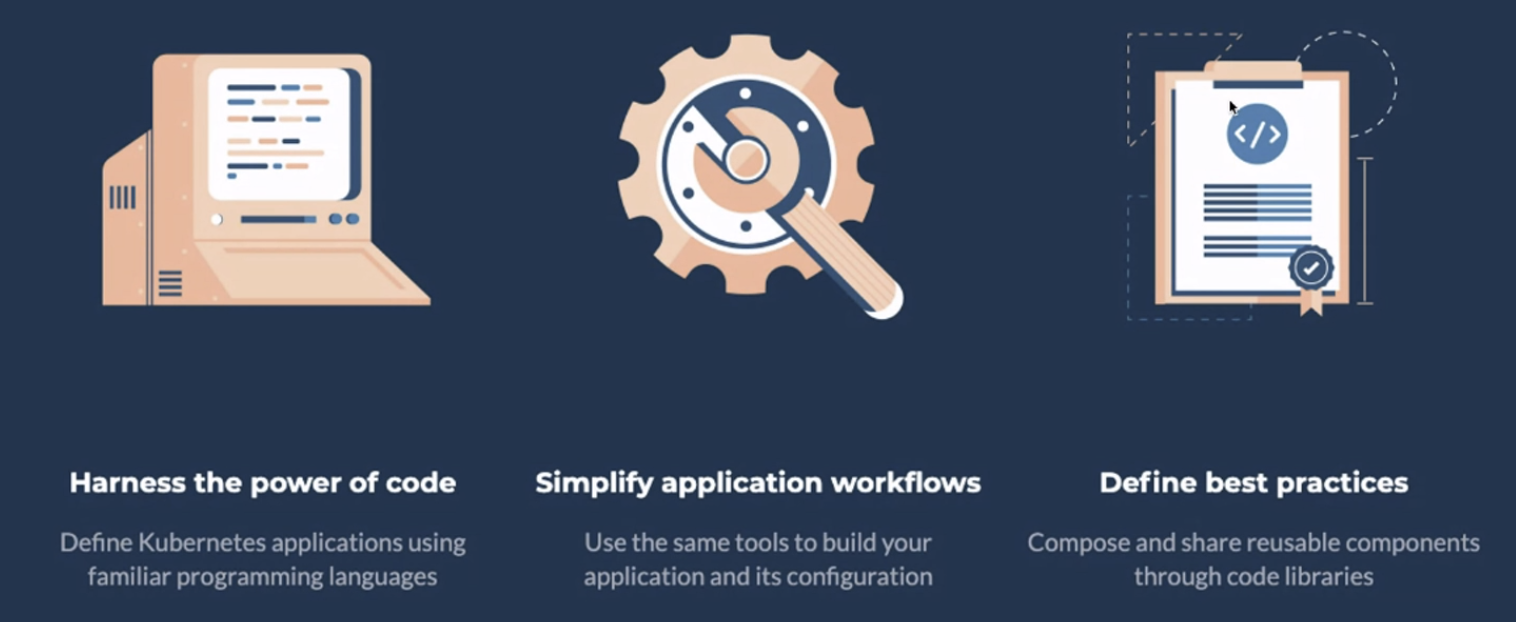 Harness the power of code
Define Kubernetes applications using
familiar programming languages
Simplify application workflows
Use the same tools to build your
application and its configuration
Define best practices
Compose and share reusable components
through code libraries